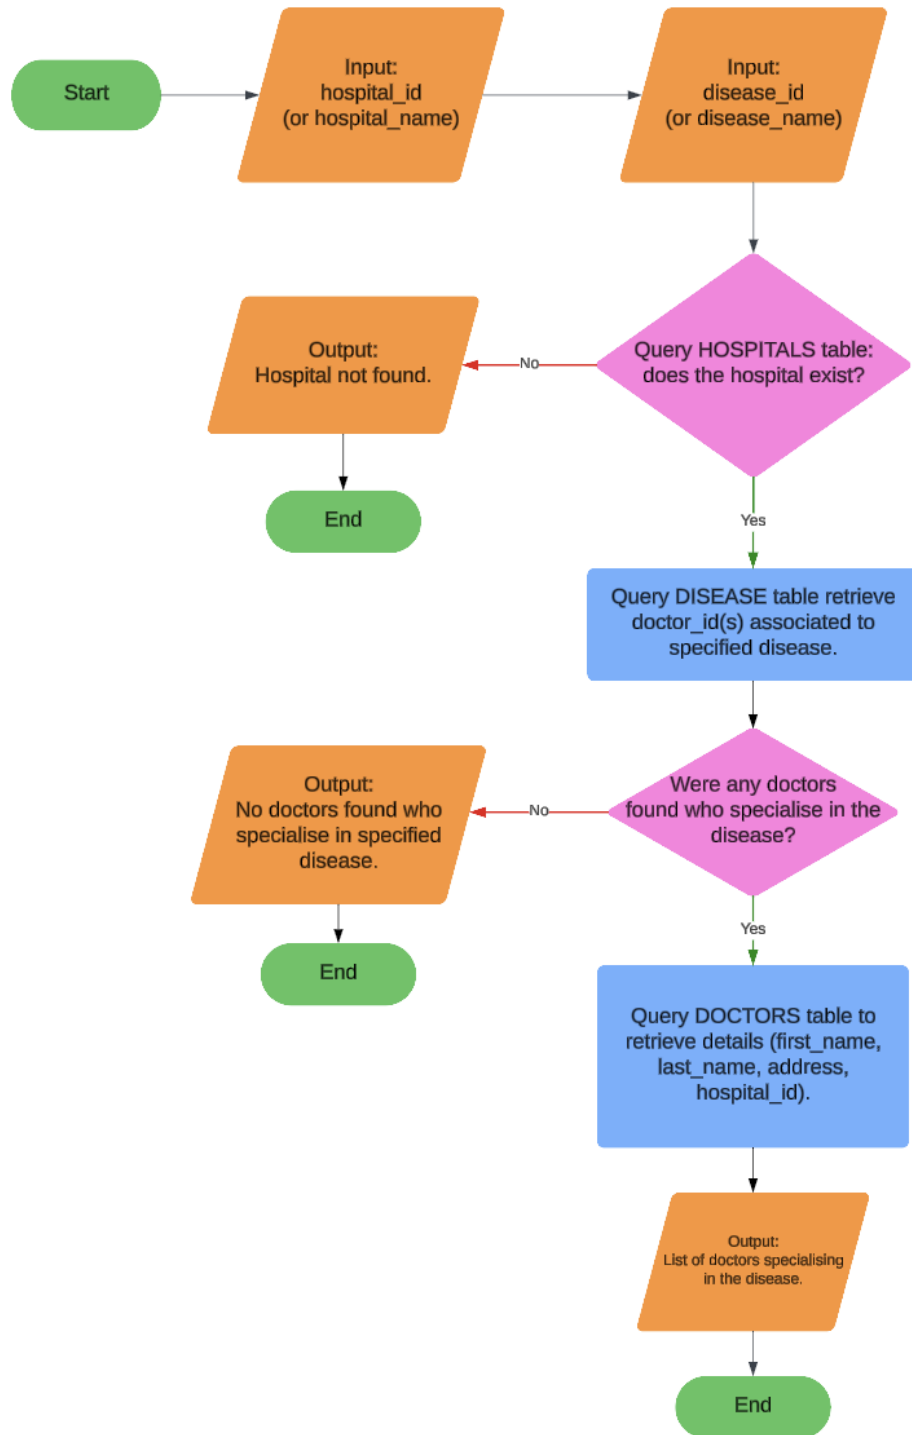 Start
Input:
hospital_id
(or hospital_name)
Input:
disease_id
(or disease_name)
Query HOSPITALS table:
does the hospital exist?
No
Output:
Hospital not found.
End
Yes
Query DISEASE table retrieve
doctor_id(s) associated to
specified disease.
Were any doctors
found who specialise in the
disease?
No
Output:
No doctors found who
specialise in specified
disease.
End
Yes
Query DOCTORS table to
retrieve details (first_name,
last_name, address,
hospital_id).
Output:
List of doctors specialising
in the disease.
End